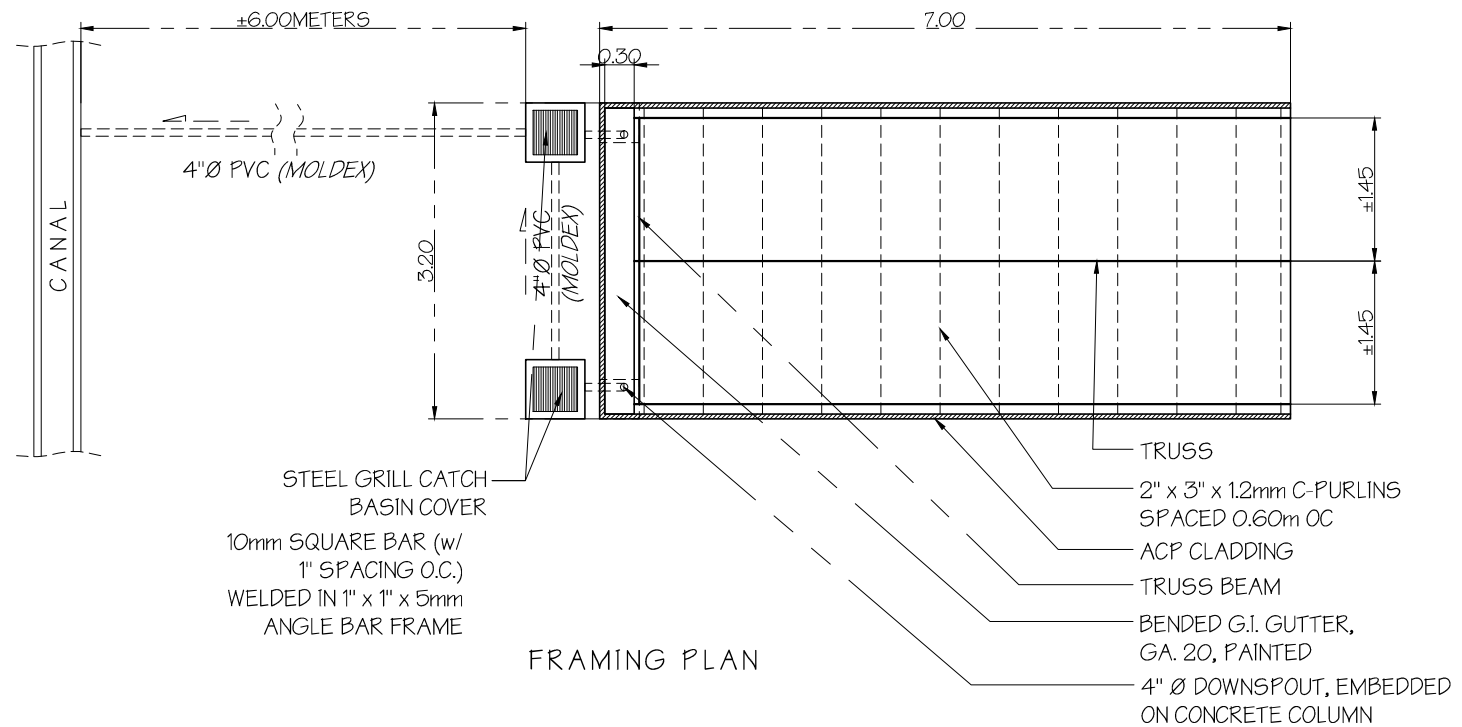 ±6.00METERS
7.00
0.30
4"Ø PVC (MOLDEX)
CANAL
3.20
4"Ø PVC
(MOLDEX)
±1.45
±1.45
STEEL GRILL CATCH
BASIN COVER
10mm SQUARE BAR (w/
1" SPACING O.C.)
WELDED IN 1" x 1" x 5mm
ANGLE BAR FRAME
TRUSS
2" x 3" x 1.2mm C-PURLINS
SPACED 0.60m OC
ACP CLADDING
TRUSS BEAM
BENDED G.I. GUTTER,
GA. 20, PAINTED
4" Ø DOWNSPOUT, EMBEDDED
ON CONCRETE COLUMN
FRAMING PLAN